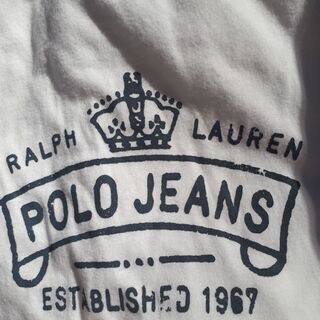 RALPH LAUREN
POLO JEANS
ESTABLISHED 1967